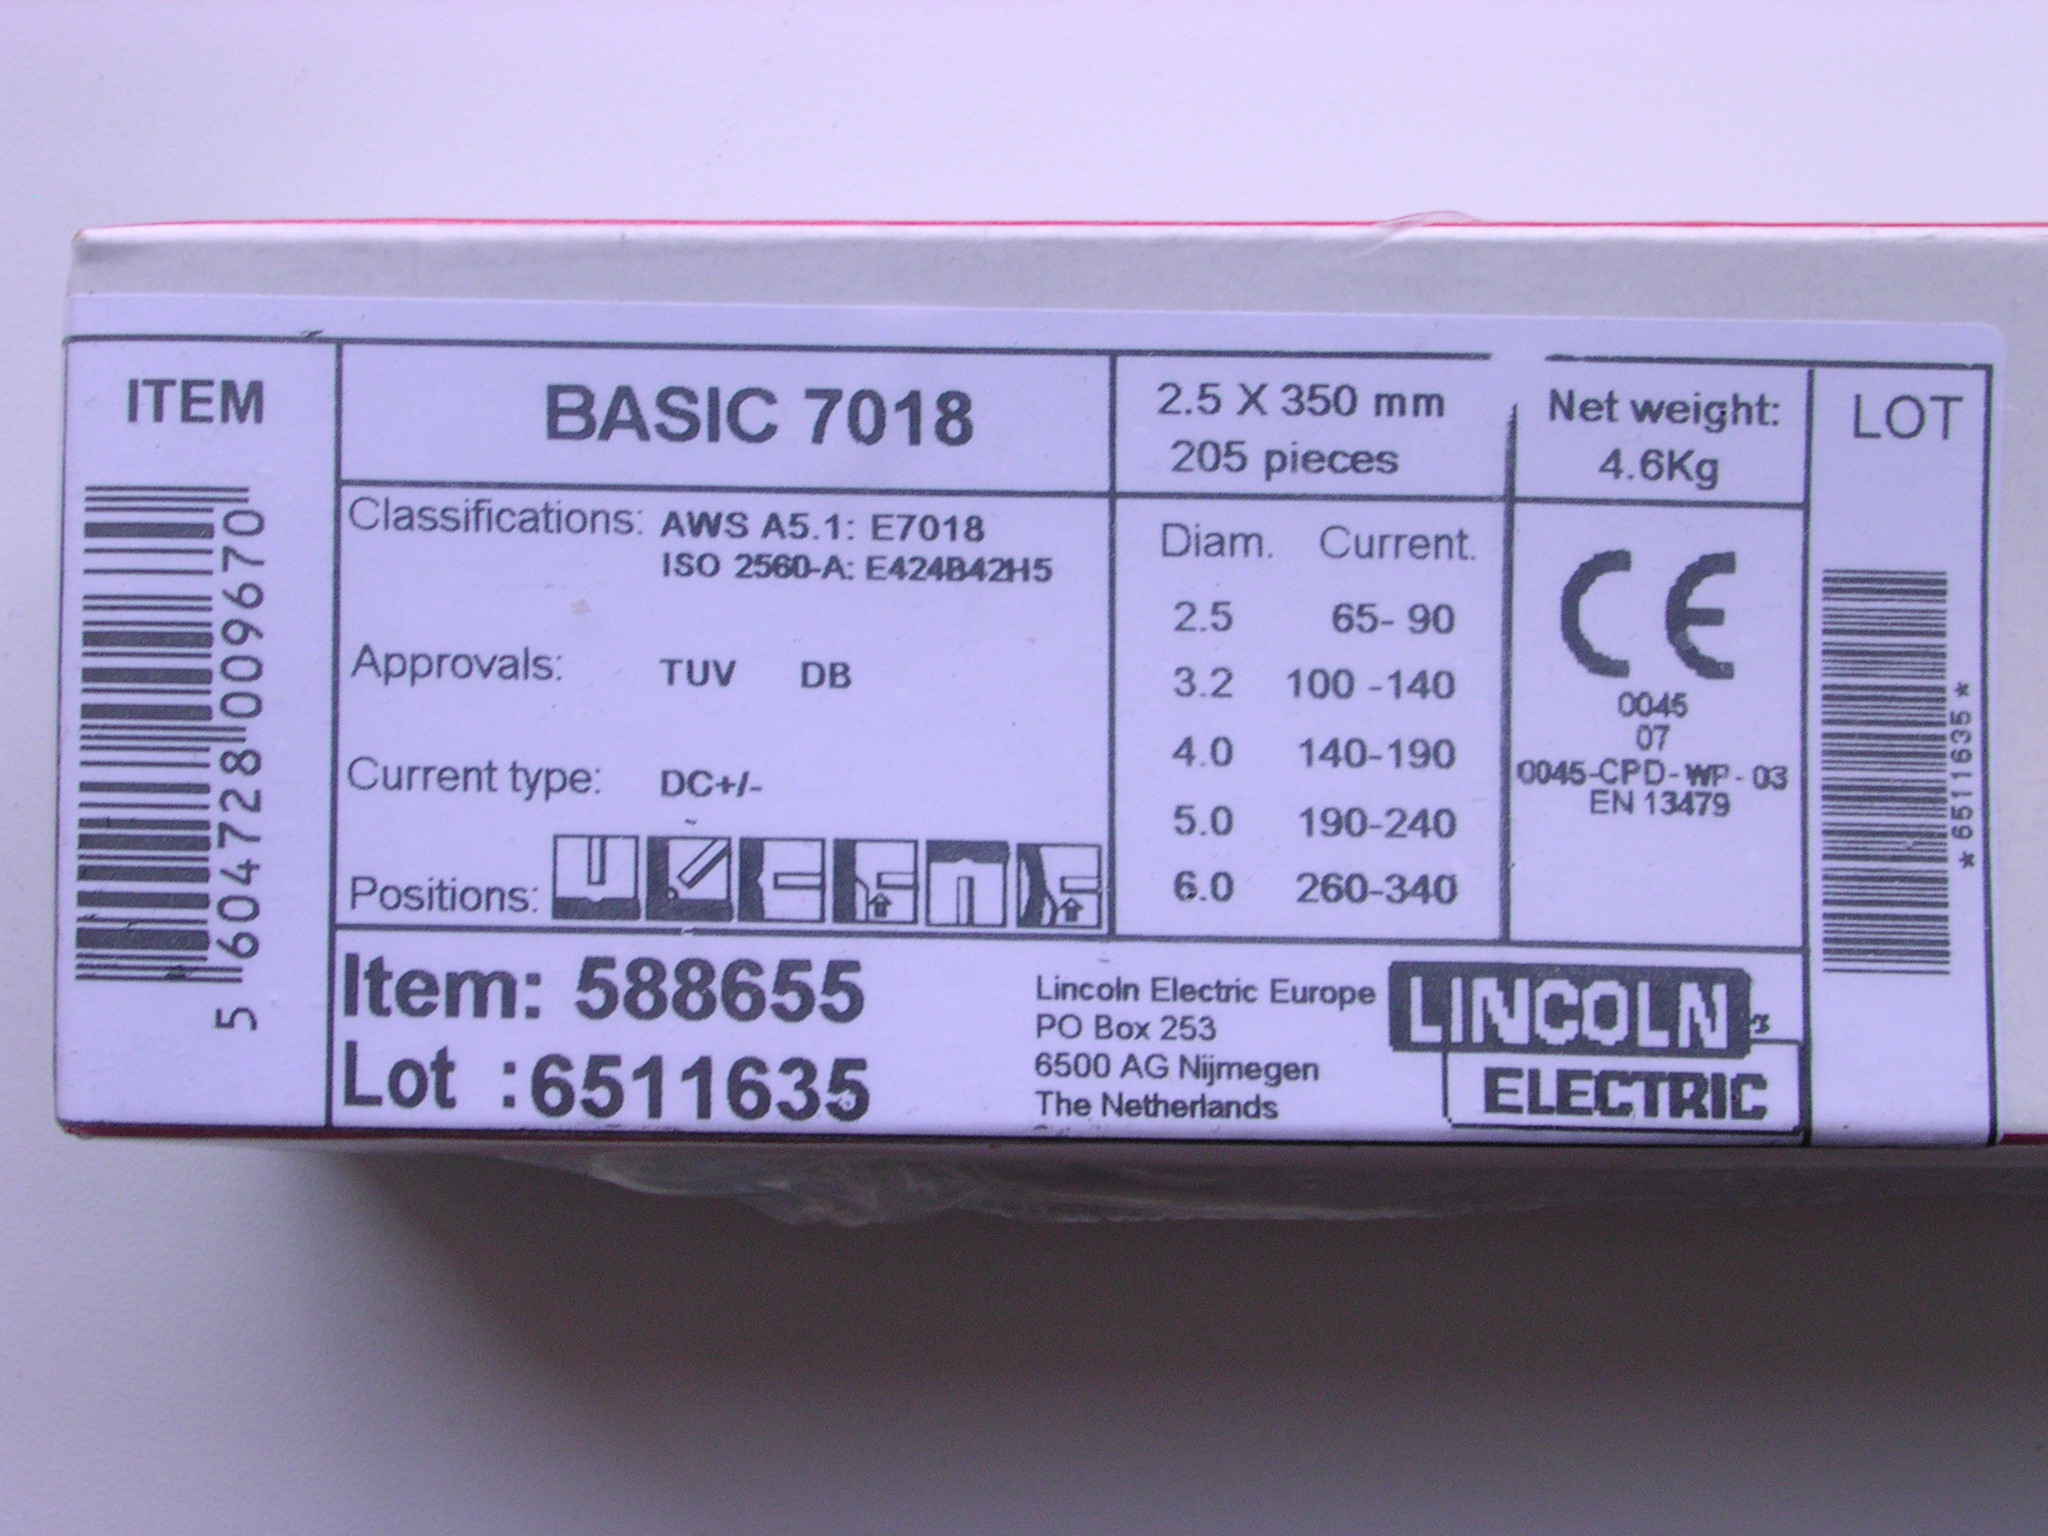 ITEM
5 604728 009670
BASIC 7018
2.5 X 350 mm
205 pieces
Net weight:
4.6Kg
LOT
*6511635*
Classifications: AWS A5.1: E7018
ISO 2560-A: E424B42H5
Approvals: TUV DB
Current type: DC+/-
Positions:
Diam. Current.
2.5 65- 90
3.2 100 -140
4.0 140-190
5.0 190-240
6.0 260-340
CE
0045
07
0045-CPD-WP-03
EN 13479
Item: 588655
Lot :6511635
Lincoln Electric Europe
PO Box 253
6500 AG Nijmegen
The Netherlands
LINCOLN
ELECTRIC